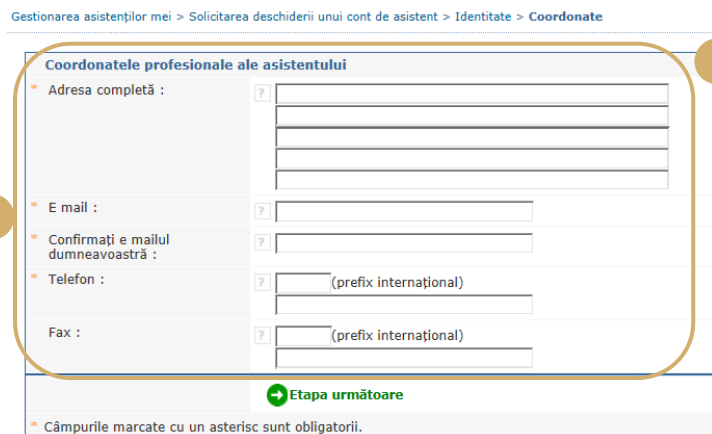 Gestionarea asistenților mei > Solicitarea deschiderii unui cont de asistent > Identitate > Coordonate
Coordonatele profesionale ale asistentului
* Adresa completă : ?
* E mail : ?
* Confirmați e mailul ?
dumneavoastră :
* Telefon : ? (prefix internațional)
Fax : ? (prefix internațional)
Etapa următoare
* Câmpurile marcate cu un asterisc sunt obligatorii.